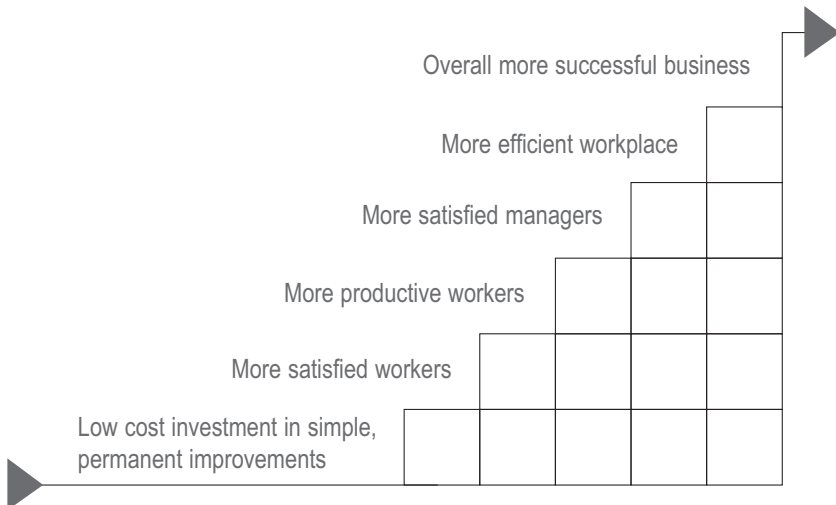 Overall more successful business
More efficient workplace
More satisfied managers
More productive workers
More satisfied workers
Low cost investment in simple,
permanent improvements